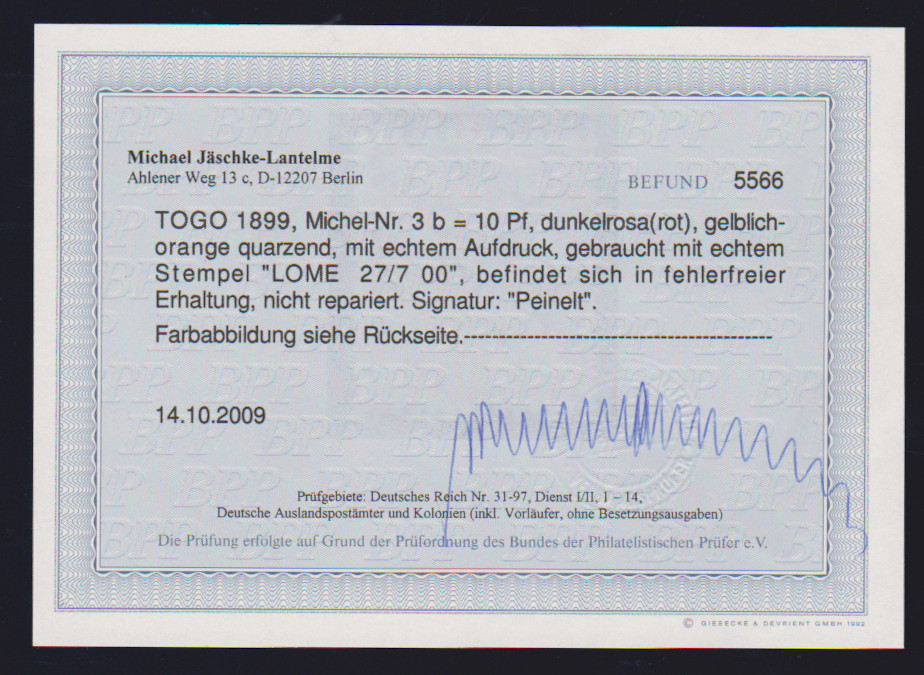 Michael Jäschke-Lantelme
Ahlener Weg 13 c, D-12207 Berlin
BEFUND 5566
TOGO 1899, Michel-Nr. 3 b = 10 Pf, dunkelrosa(rot), gelblich-
orange quarzend, mit echtem Aufdruck, gebraucht mit echtem
Stempel "LOME 27/7 00", befindet sich in fehlerfreier
Erhaltung, nicht repariert. Signatur: "Peinelt".
Farbabbildung siehe Rückseite.--------------------------------------------
14.10.2009
Prüfgebiete: Deutsches Reich Nr. 31-97, Dienst I/II, 1 – 14,
Deutsche Auslandspostämter und Kolonien (inkl. Vorläufer, ohne Besetzungsausgaben)
Die Prüfung erfolgte auf Grund der Prüfordnung des Bundes der Philatelistischen Prüfer e.V.
© GIESECKE & DEVRIENT GMBH 1992